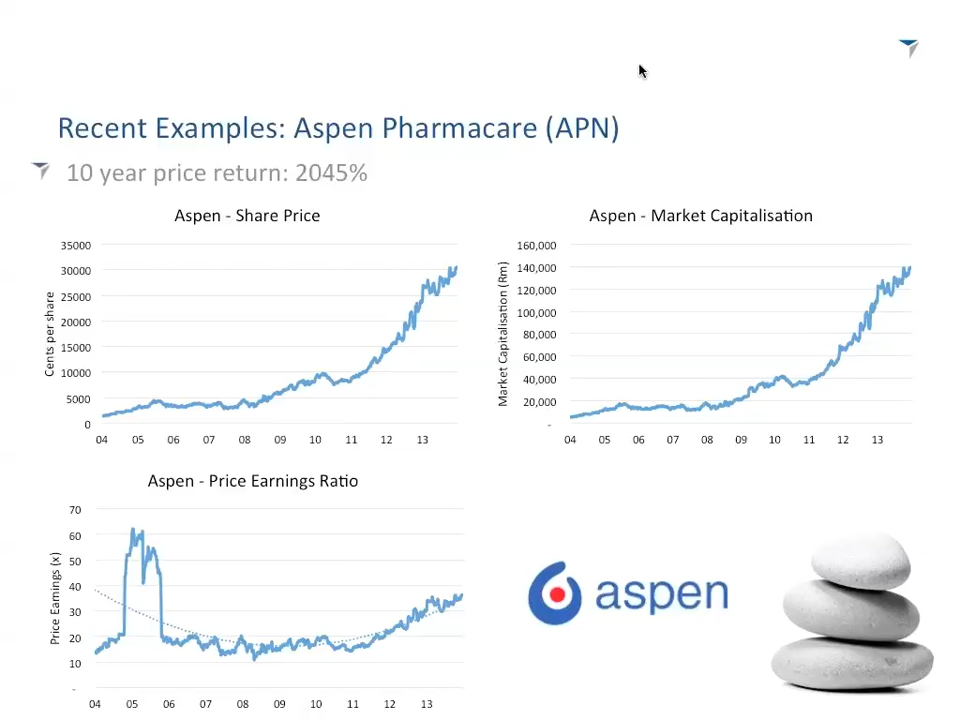 Recent Examples: Aspen Pharmacare (APN)
10 year price return: 2045%
Aspen - Share Price
35000
30000
25000
20000
15000
10000
5000
0
Cents per share
04 05 06 07 08 09 10 11 12 13
Aspen - Market Capitalisation
160,000
140,000
120,000
100,000
80,000
60,000
40,000
20,000
-
Market Capitalisation (Rm)
04 05 06 07 08 09 10 11 12 13
Aspen - Price Earnings Ratio
70
60
50
40
30
20
10
-
Price Earnings (x)
04 05 06 07 08 09 10 11 12 13
aspen